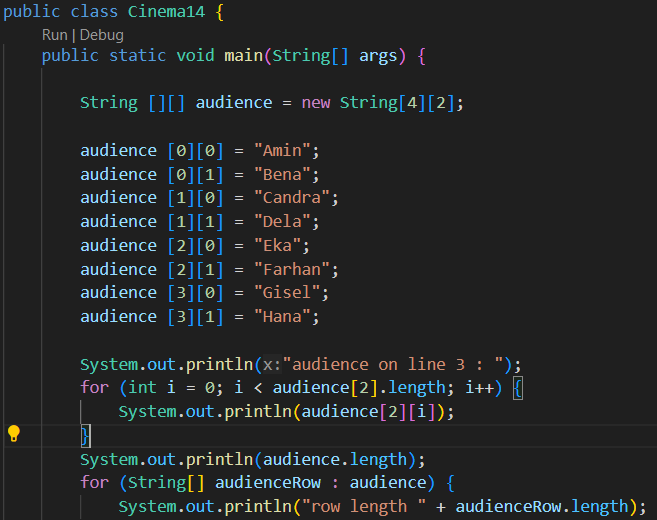 public class Cinema14 {
Run | Debug
public static void main(String[] args) {
String [][] audience = new String[4][2];
audience [0][0] = "Amin";
audience [0][1] = "Bena";
audience [1][0] = "Candra";
audience [1][1] = "Dela";
audience [2][0] = "Eka";
audience [2][1] = "Farhan";
audience [3][0] = "Gisel";
audience [3][1] = "Hana";
System.out.println(x:"audience on line 3 : ");
for (int i = 0; i < audience[2].length; i++) {
System.out.println(audience[2][i]);
}
System.out.println(audience.length);
for (String[] audienceRow : audience) {
System.out.println("row length " + audienceRow.length);